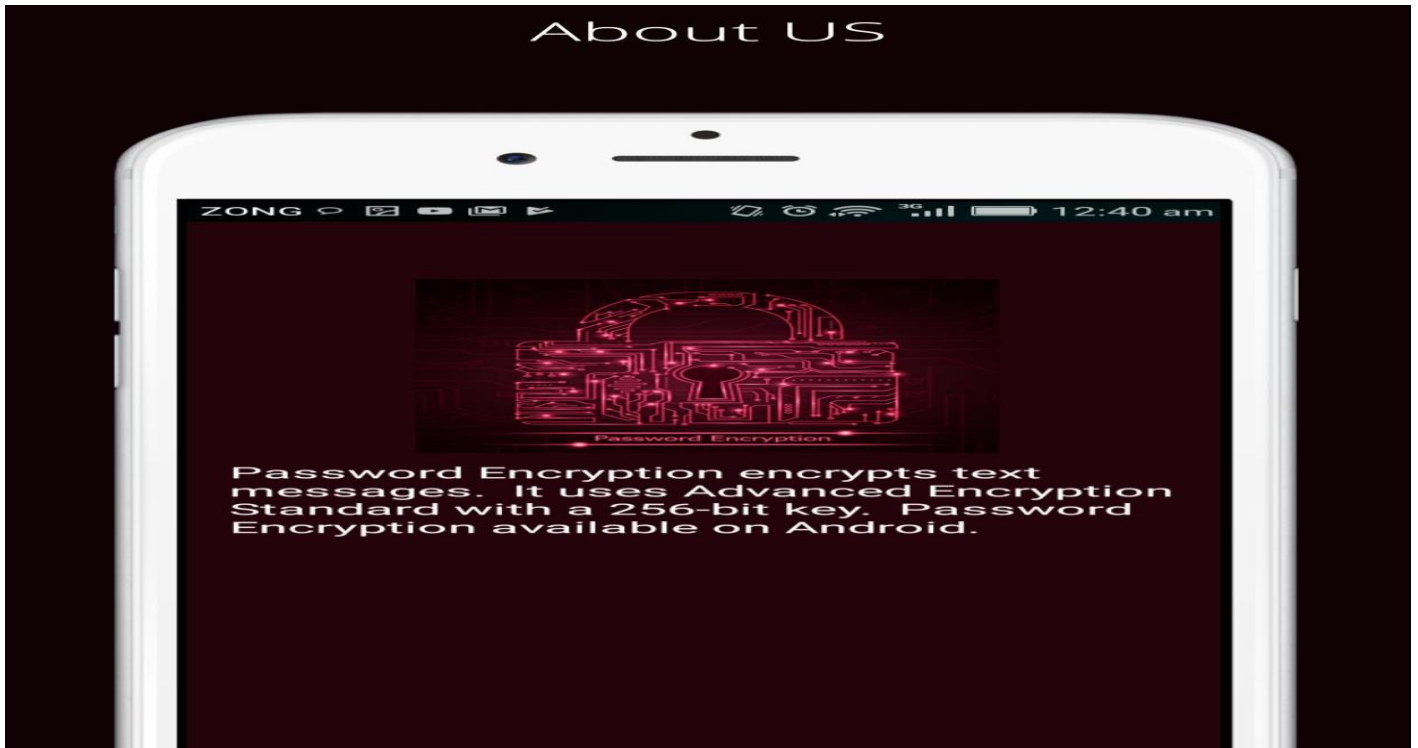 About US
ZONG 3G 12:40 am
Password Encryption
Password Encryption encrypts text
messages.  It uses Advanced Encryption
Standard with a 256-bit key.  Password
Encryption available on Android.